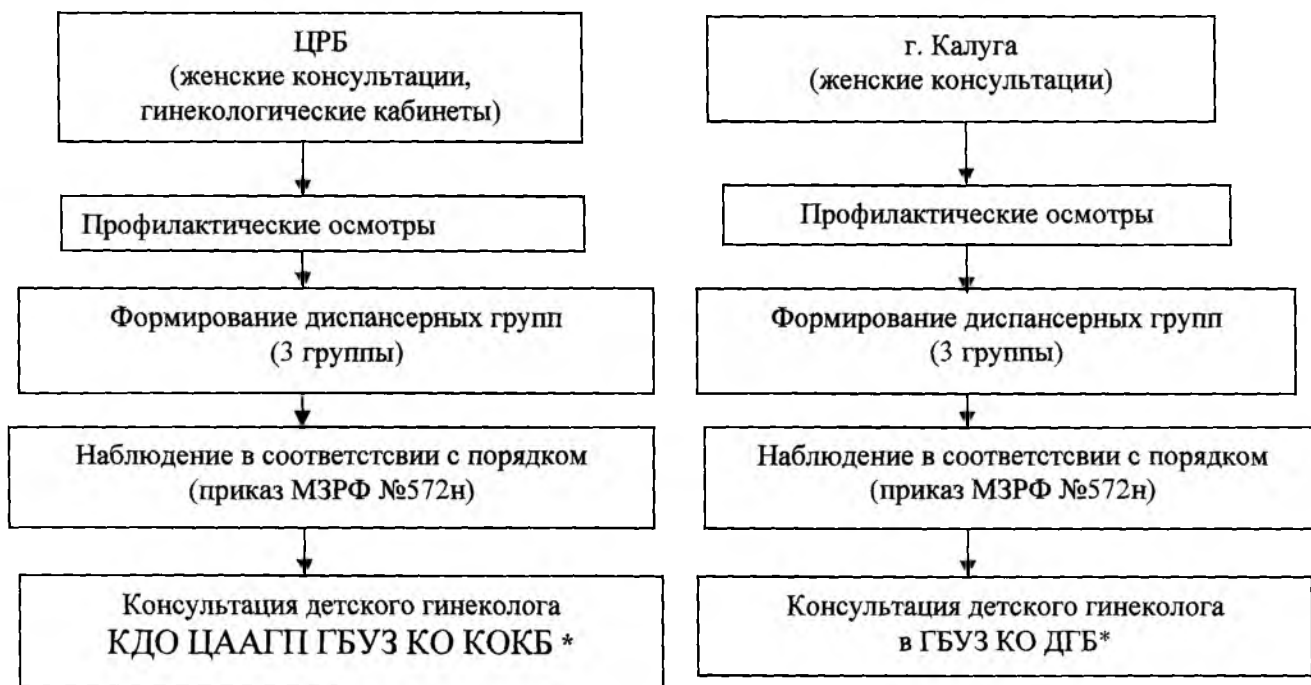 ЦРБ
(женские консультации,
гинекологические кабинеты)
Профилактические осмотры
Формирование диспансерных групп
(3 группы)
Наблюдение в соответстсвии с порядком
(приказ МЗРФ №572н)
Консультация детского гинеколога
КДО ЦААГП ГБУЗ КО КОКБ *
г. Калуга
(женские консультации)
Профилактические осмотры
Формирование диспансерных групп
(3 группы)
Наблюдение в соответстсвии с порядком
(приказ МЗРФ №572н)
Консультация детского гинеколога
в ГБУЗ КО ДГБ*